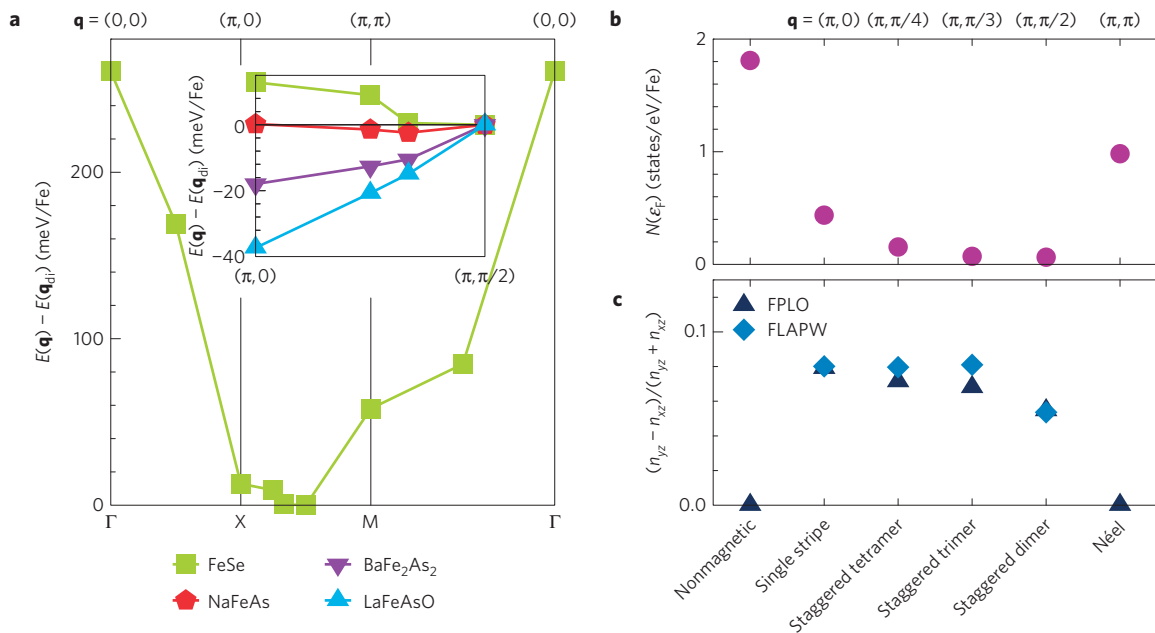 a
q = (0,0) (π,0) (π,π) (0,0)
E(q) − E(q_di) (meV/Fe)
200
100
0
Γ X M Γ
E(q) − E(q_di) (meV/Fe)
0
−20
−40
(π,0) (π,π/2)
FeSe
NaFeAs
BaFe₂As₂
LaFeAsO
b
q = (π,0) (π,π/4) (π,π/3) (π,π/2) (π,π)
N(ε_F) (states/eV/Fe)
2
1
0
c
FPLO
FLAPW
(n_yz − n_xz)/(n_yz + n_xz)
0.1
0.0
Nonmagnetic
Single stripe
Staggered tetramer
Staggered trimer
Staggered dimer
Néel